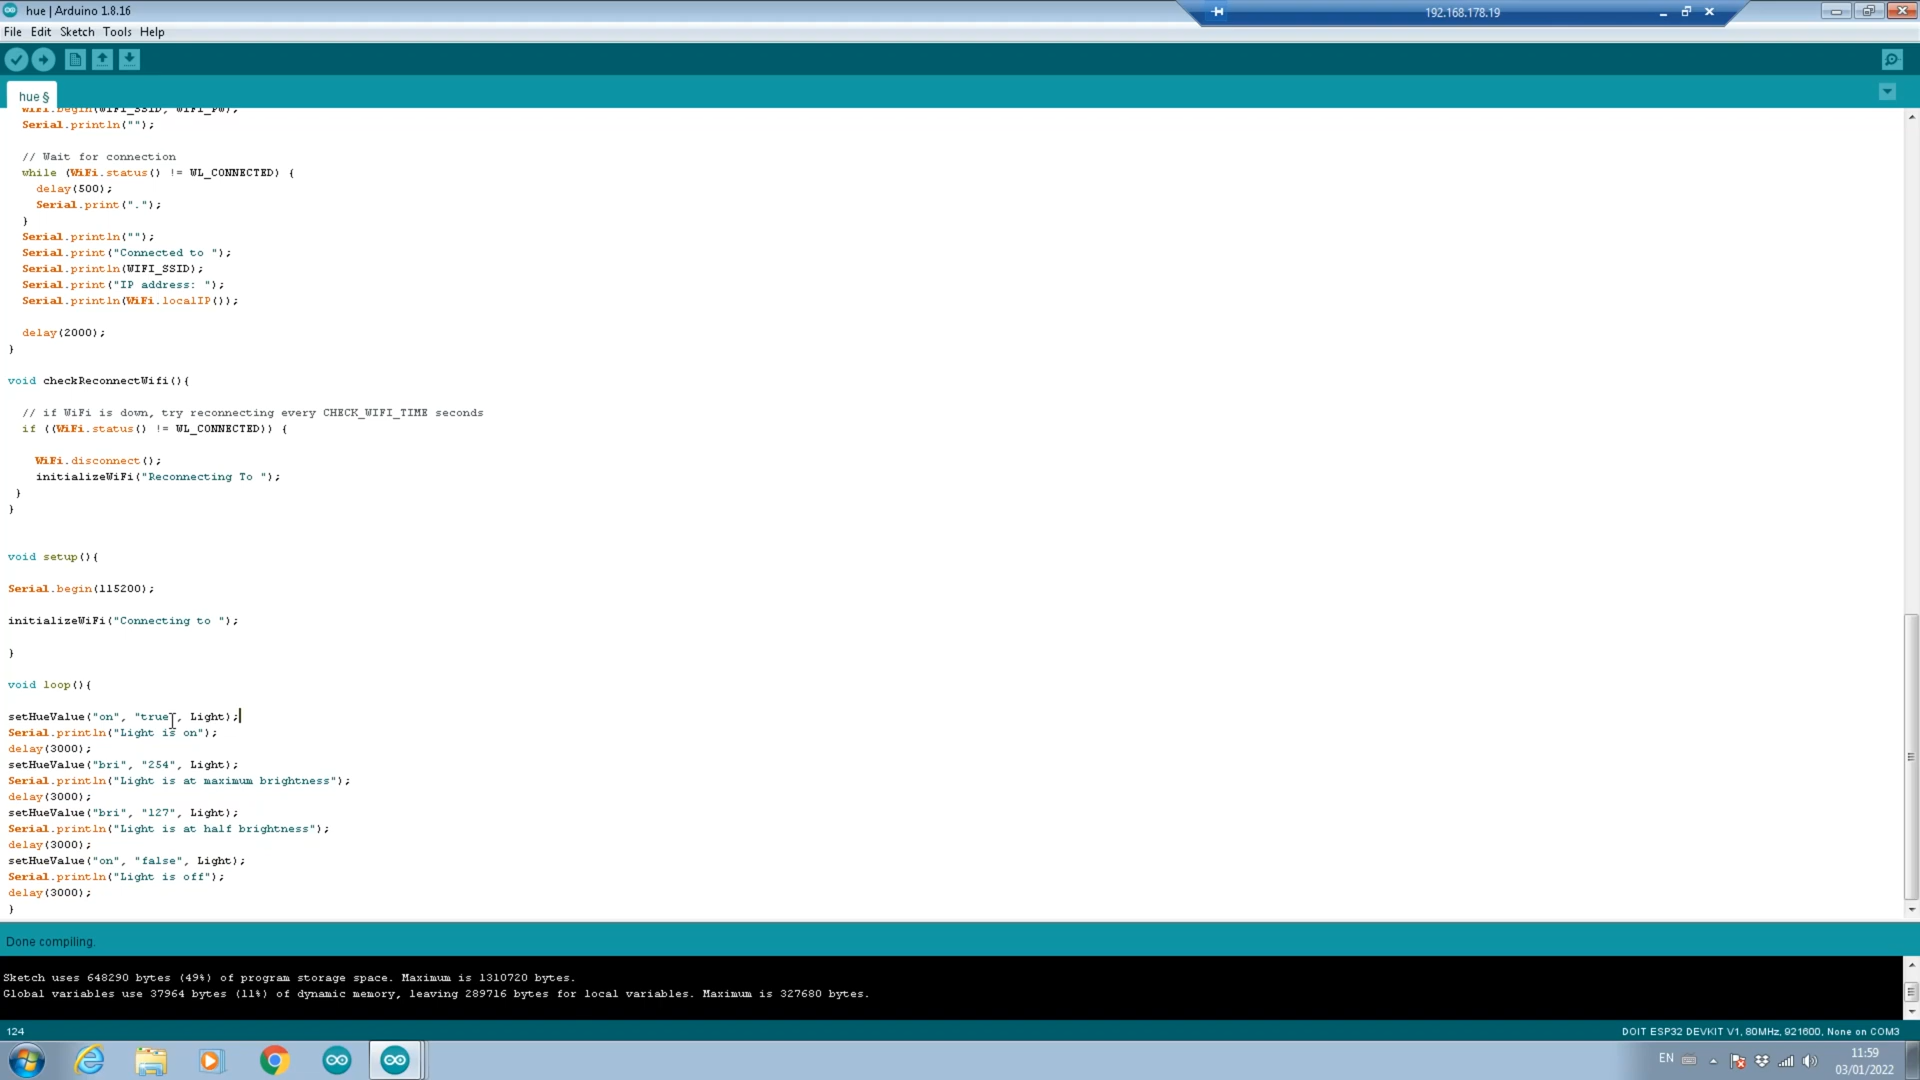 hue | Arduino 1.8.16
192.168.178.19
File Edit Sketch Tools Help
hue §
WiFi.begin(WIFI_SSID, WIFI_PW);
Serial.println("");
// Wait for connection
while (WiFi.status() != WL_CONNECTED) {
delay(500);
Serial.print(".");
}
Serial.println("");
Serial.print("Connected to ");
Serial.println(WIFI_SSID);
Serial.print("IP address: ");
Serial.println(WiFi.localIP());
delay(2000);
}
void checkReconnectWifi(){
// if WiFi is down, try reconnecting every CHECK_WIFI_TIME seconds
if ((WiFi.status() != WL_CONNECTED)) {
WiFi.disconnect();
initializeWiFi("Reconnecting To ");
}
}
void setup(){
Serial.begin(115200);
initializeWiFi("Connecting to ");
}
void loop(){
setHueValue("on", "true", Light);
Serial.println("Light is on");
delay(3000);
setHueValue("bri", "254", Light);
Serial.println("Light is at maximum brightness");
delay(3000);
setHueValue("bri", "127", Light);
Serial.println("Light is at half brightness");
delay(3000);
setHueValue("on", "false", Light);
Serial.println("Light is off");
delay(3000);
}
Done compiling.
Sketch uses 648290 bytes (49%) of program storage space. Maximum is 1310720 bytes.
Global variables use 37964 bytes (11%) of dynamic memory, leaving 289716 bytes for local variables. Maximum is 327680 bytes.
124
DOIT ESP32 DEVKIT V1, 80MHz, 921600, None on COM3
EN
11:59
03/01/2022